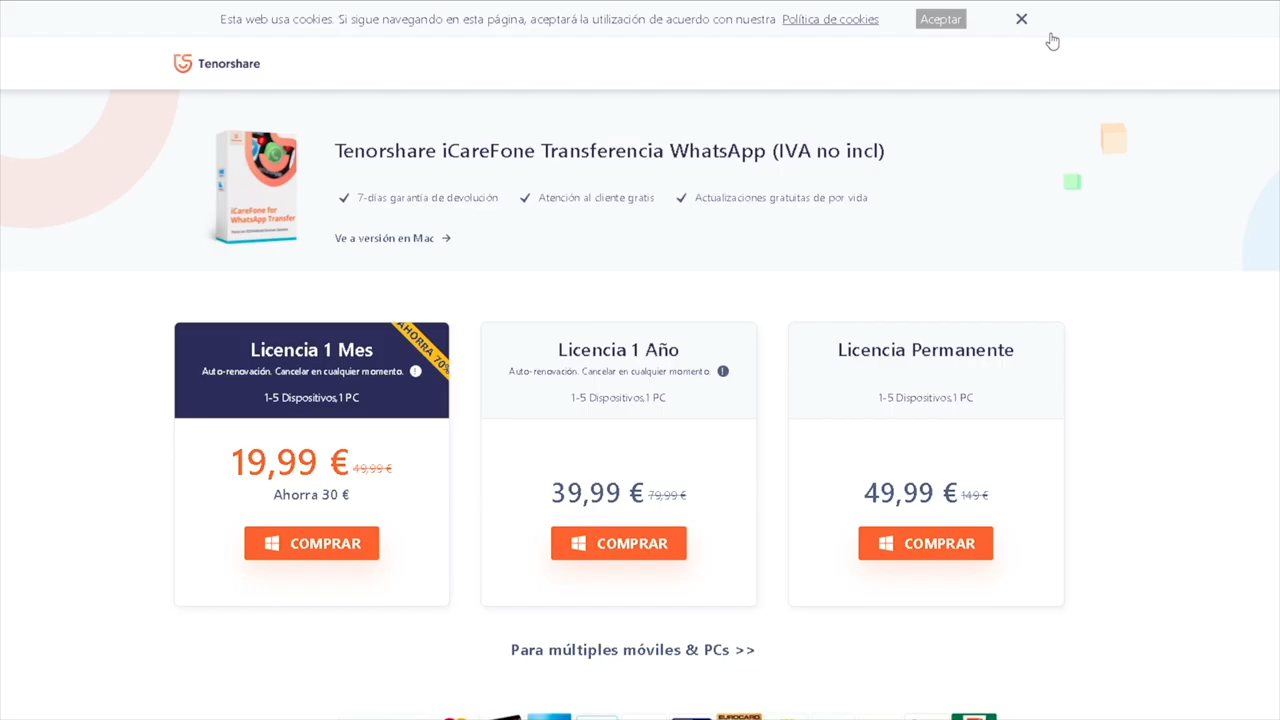 Esta web usa cookies. Si sigue navegando en esta página, aceptará la utilización de acuerdo con nuestra Política de cookies Aceptar
Tenorshare
Tenorshare iCareFone Transferencia WhatsApp (IVA no incl)
7-días garantía de devolución Atención al cliente gratis Actualizaciones gratuitas de por vida
iCareFone for
WhatsApp Transfer
Ve a versión en Mac
Licencia 1 Mes
AHORRA 70%
Auto-renovación. Cancelar en cualquier momento.
1-5 Dispositivos,1 PC
19,99 € 49,99 €
Ahorra 30 €
COMPRAR
Licencia 1 Año
Auto-renovación. Cancelar en cualquier momento.
1-5 Dispositivos,1 PC
39,99 € 79,99 €
COMPRAR
Licencia Permanente
1-5 Dispositivos,1 PC
49,99 € 149 €
COMPRAR
Para múltiples móviles & PCs >>
EUROCARD